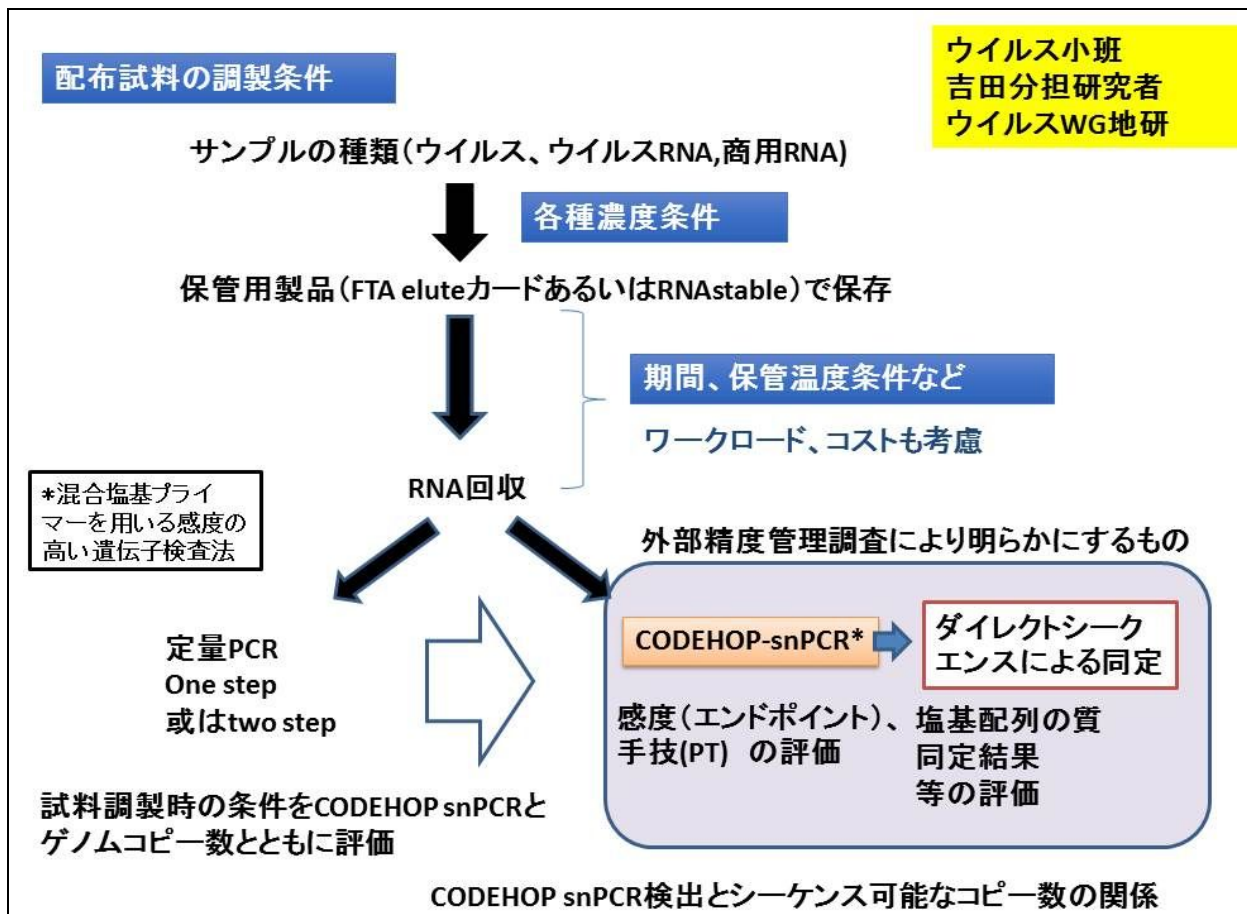 配布試料の調製条件
ウイルス小班
吉田分担研究者
ウイルスWG地研
サンプルの種類(ウイルス、ウイルスRNA,商用RNA)
各種濃度条件
保管用製品(FTA eluteカードあるいはRNAstable)で保存
期間、保管温度条件など
ワークロード、コストも考慮
RNA回収
*混合塩基プライ
マーを用いる感度の
高い遺伝子検査法
外部精度管理調査により明らかにするもの
定量PCR
One step
或はtwo step
CODEHOP-snPCR*
ダイレクトシーク
エンスによる同定
感度(エンドポイント)、
手技(PT) の評価
塩基配列の質
同定結果
等の評価
試料調製時の条件をCODEHOP snPCRと
ゲノムコピー数とともに評価
CODEHOP snPCR検出とシーケンス可能なコピー数の関係